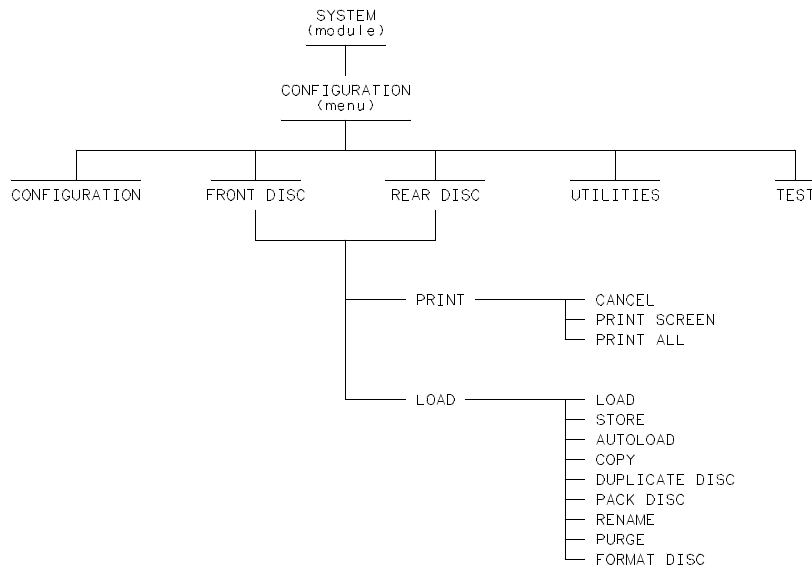 SYSTEM
(module)
CONFIGURATION
(menu)
CONFIGURATION FRONT DISC REAR DISC UTILITIES TEST
PRINT CANCEL
PRINT SCREEN
PRINT ALL
LOAD LOAD
STORE
AUTOLOAD
COPY
DUPLICATE DISC
PACK DISC
RENAME
PURGE
FORMAT DISC